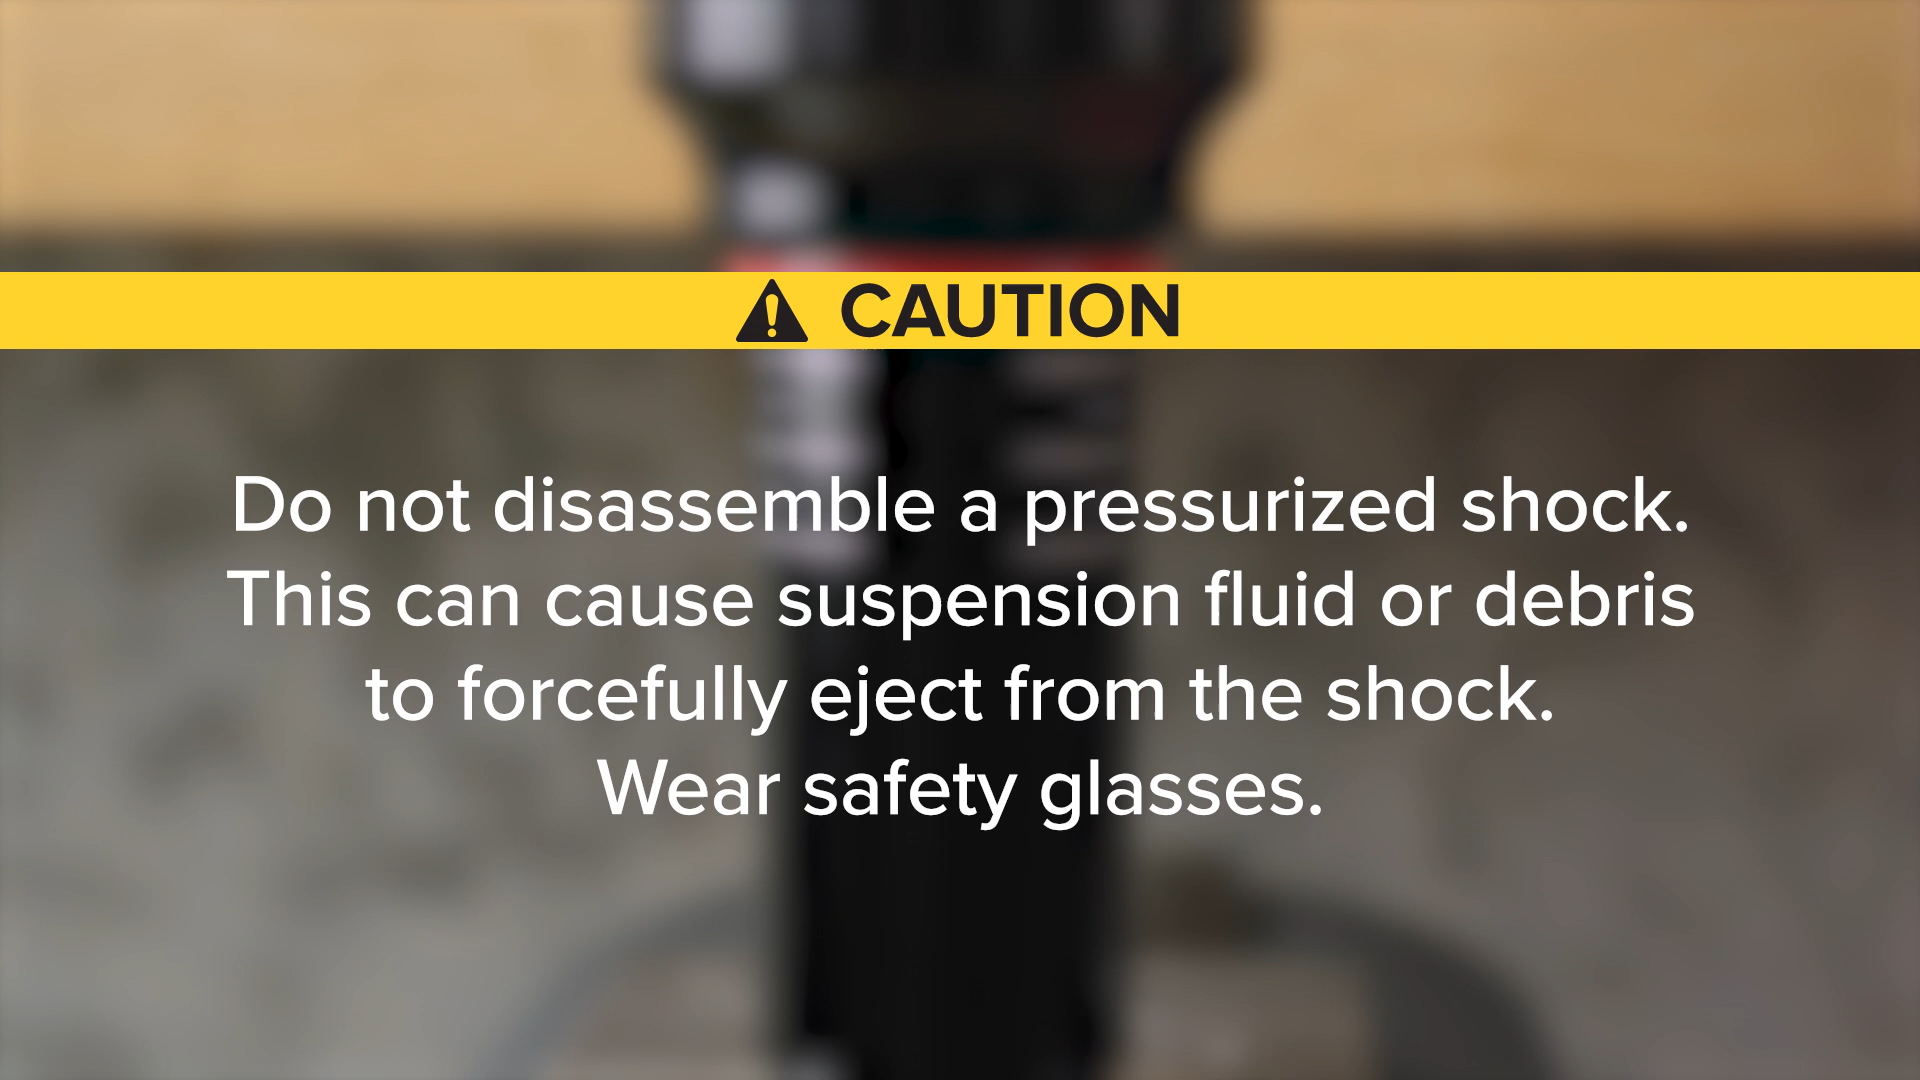 CAUTION
Do not disassemble a pressurized shock.
This can cause suspension fluid or debris
to forcefully eject from the shock.
Wear safety glasses.